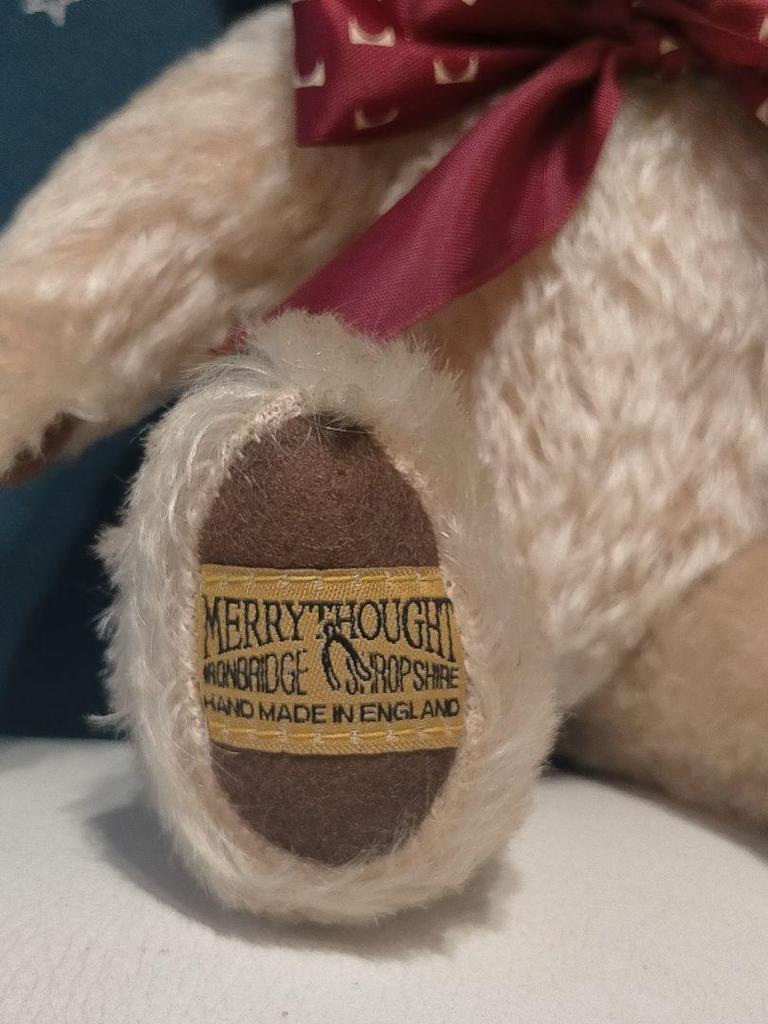 MERRYTHOUGHT
IRONBRIDGE SHROPSHIRE
HAND MADE IN ENGLAND